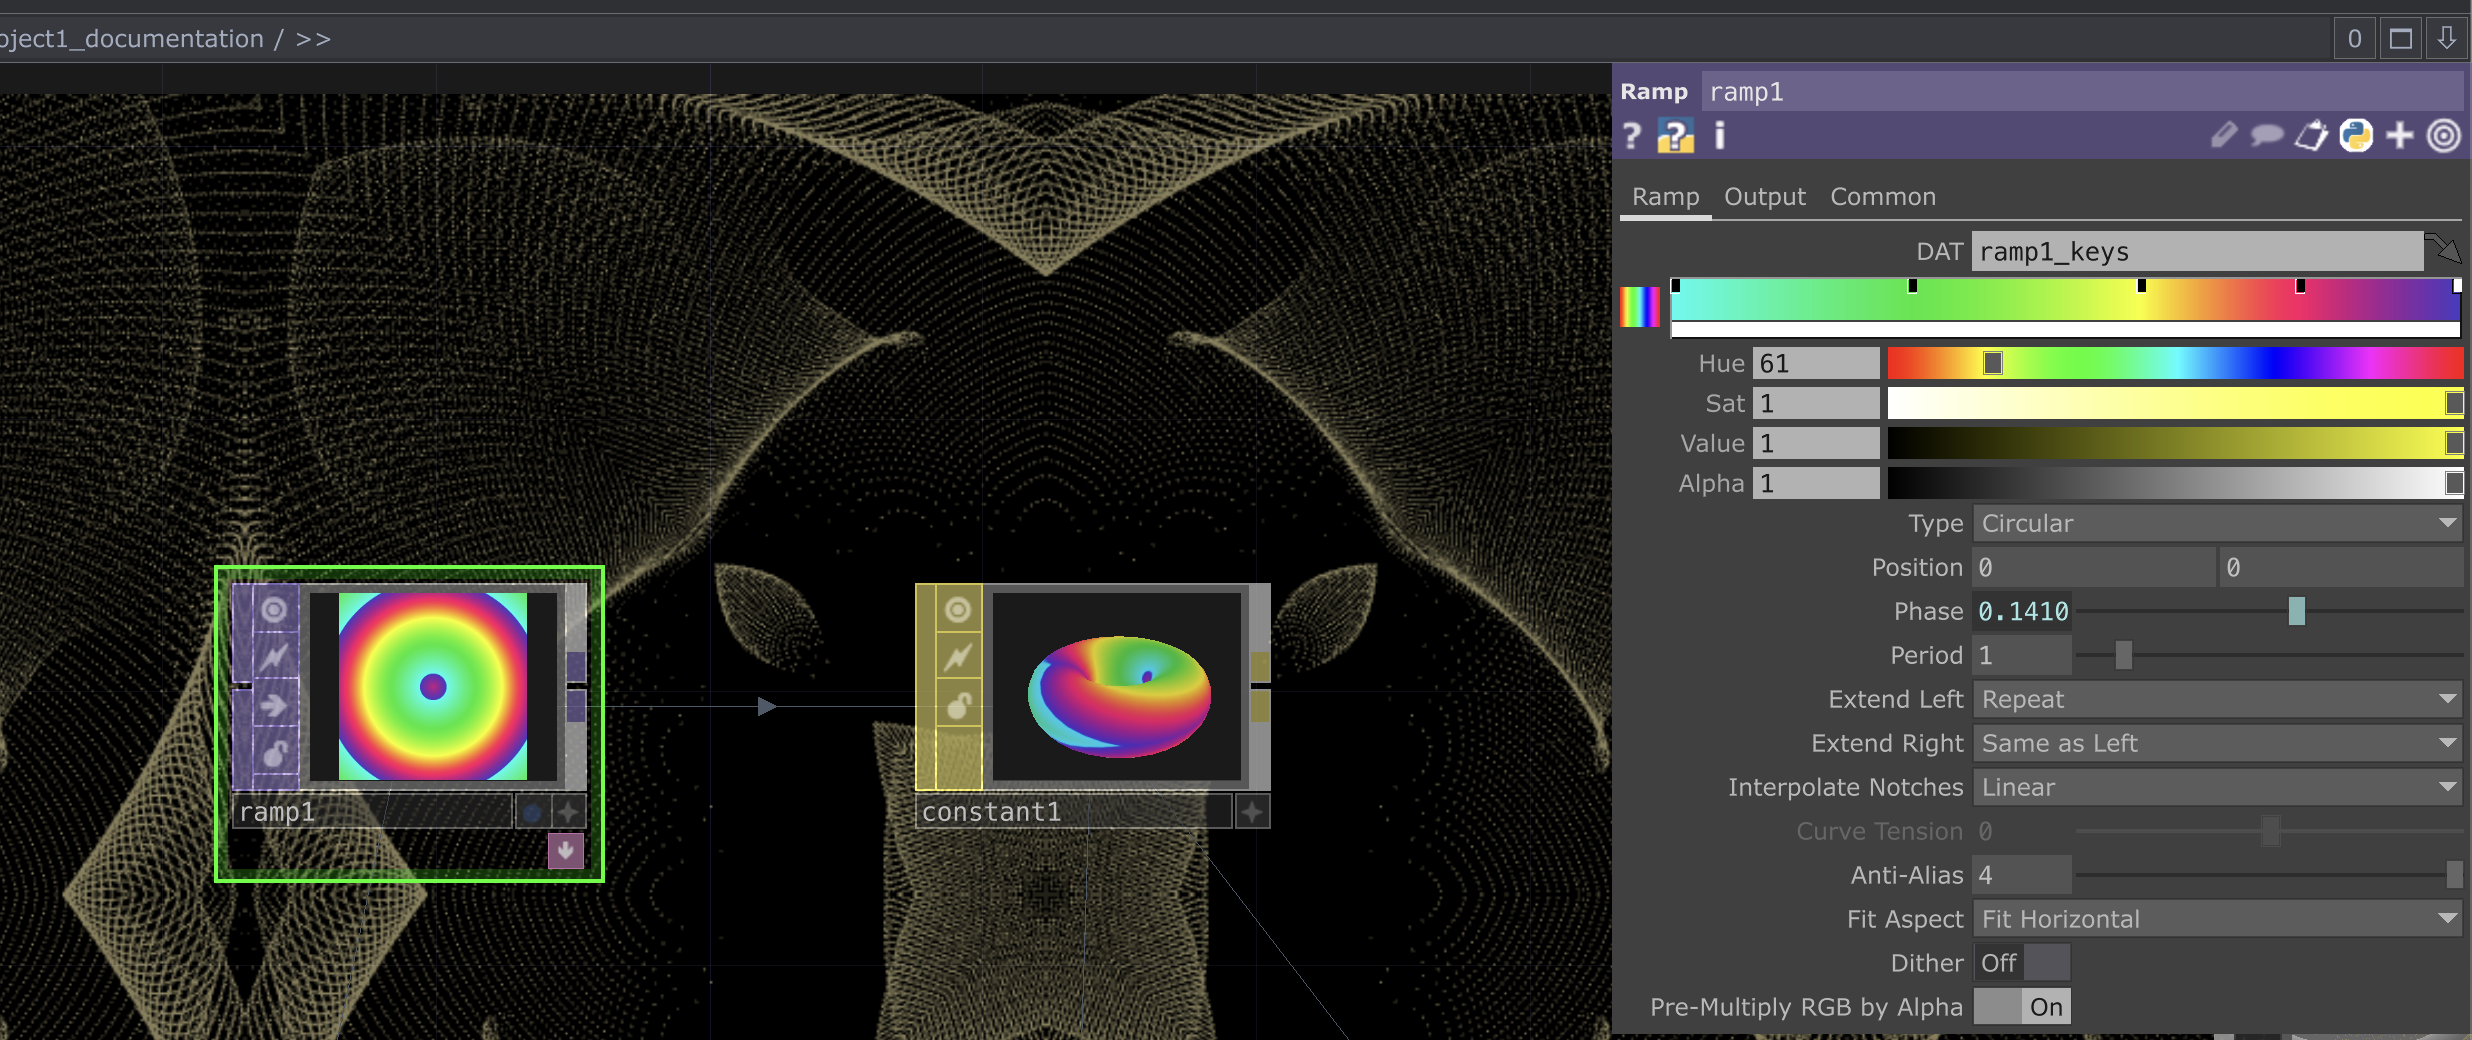 oject1_documentation / >>
0
Ramp ramp1
? ? i
Ramp Output Common
DAT ramp1_keys
Hue 61
Sat 1
Value 1
Alpha 1
Type Circular
Position 0 0
Phase 0.1410
Period 1
Extend Left Repeat
Extend Right Same as Left
Interpolate Notches Linear
Curve Tension 0
Anti-Alias 4
Fit Aspect Fit Horizontal
Dither Off
Pre-Multiply RGB by Alpha On
ramp1
constant1